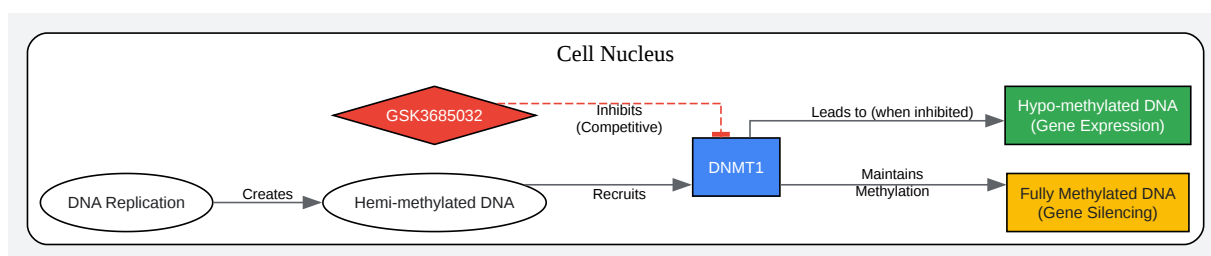 Cell Nucleus
GSK3685032
Inhibits
(Competitive)
Leads to (when inhibited)
Hypo-methylated DNA
(Gene Expression)
DNMT1
DNA Replication
Creates
Hemi-methylated DNA
Recruits
Maintains
Methylation
Fully Methylated DNA
(Gene Silencing)